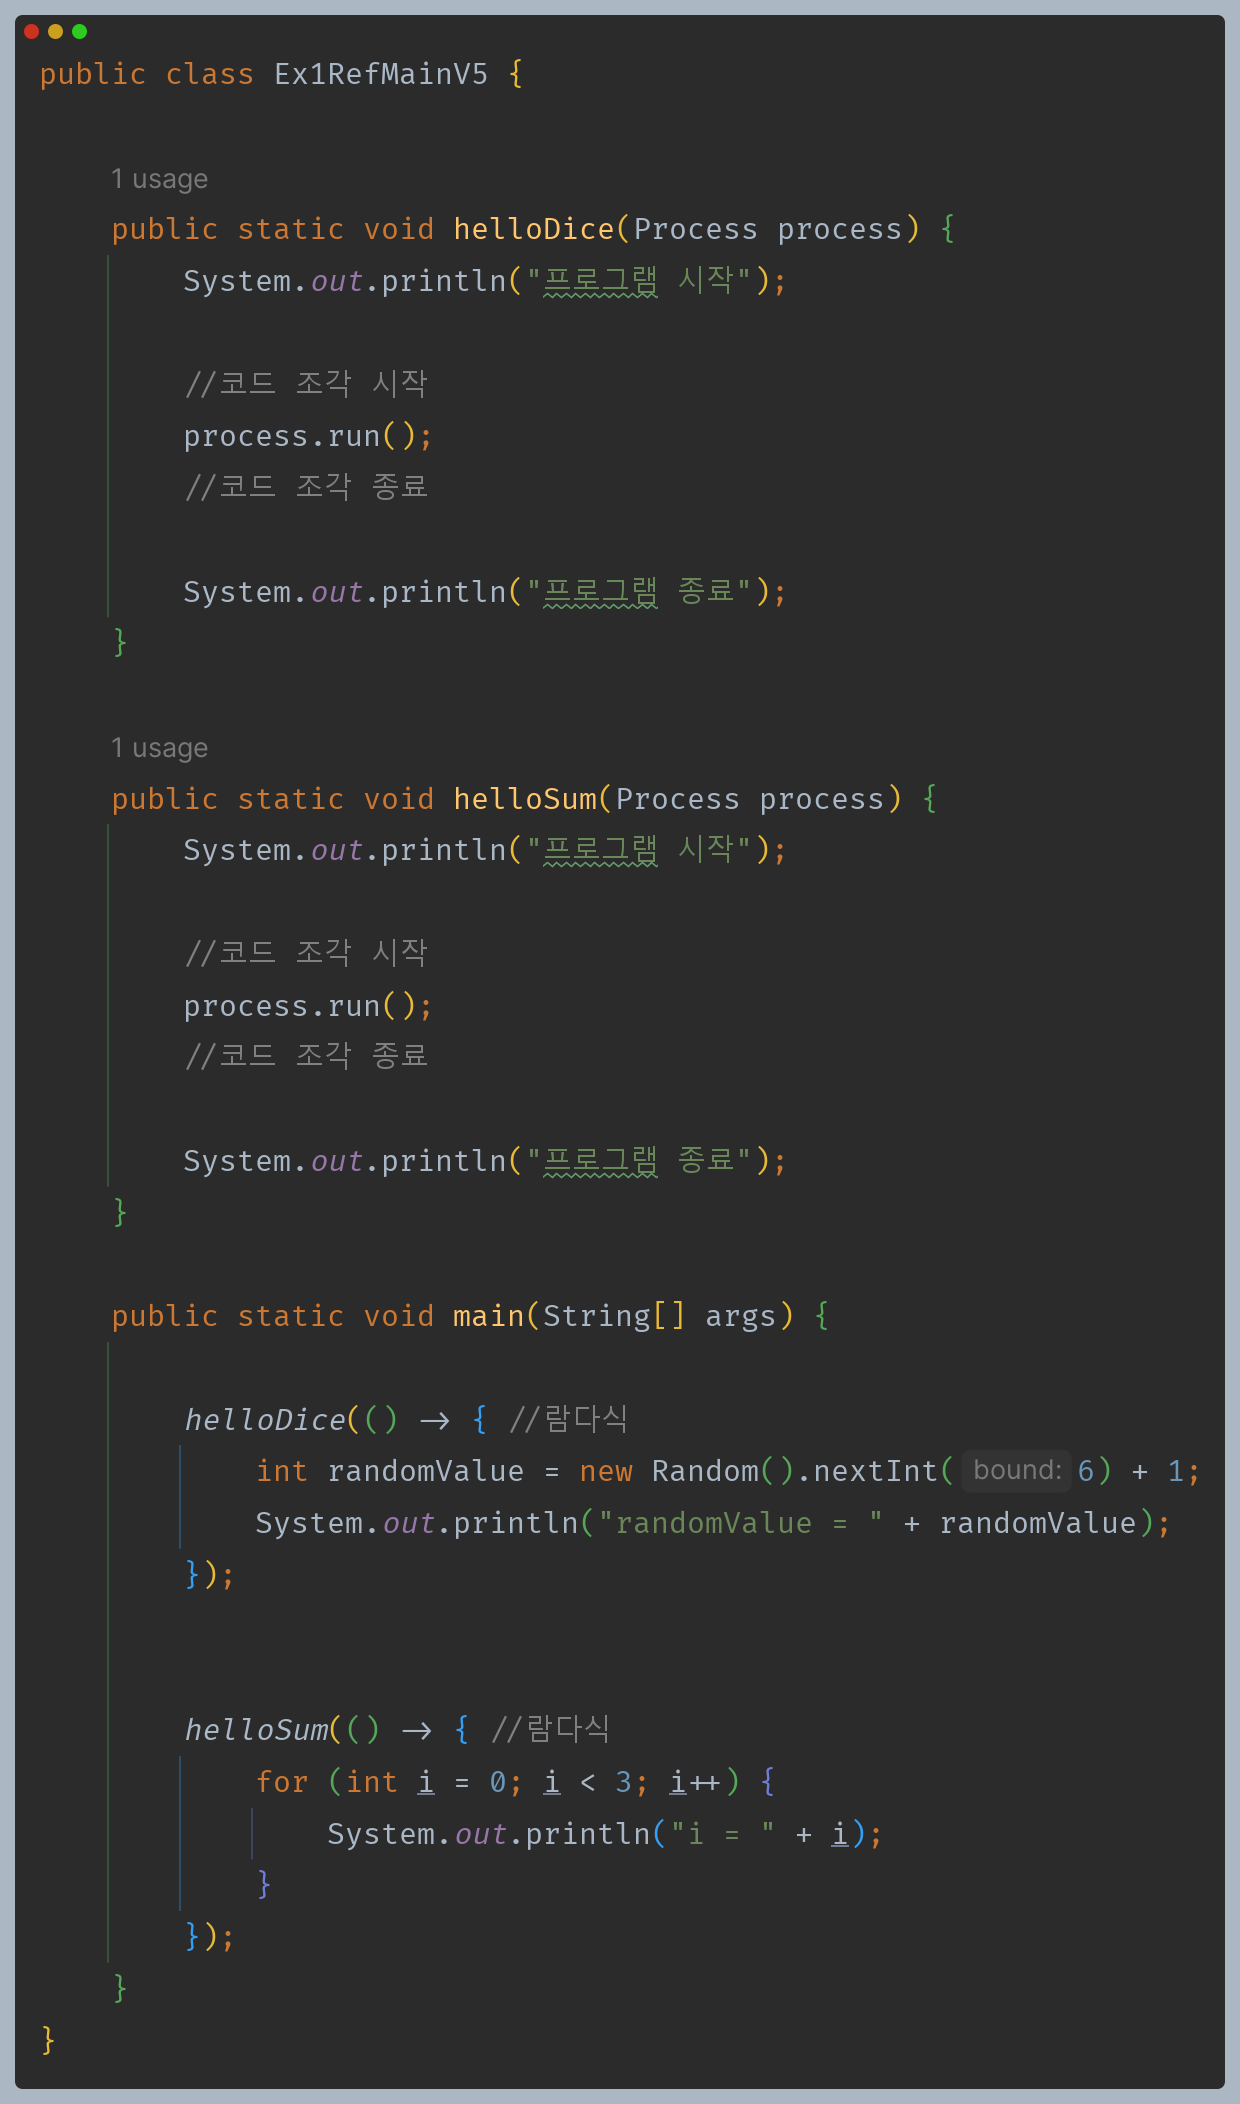 public class Ex1RefMainV5 {
1 usage
public static void helloDice(Process process) {
System.out.println("프로그램 시작");
//코드 조각 시작
process.run();
//코드 조각 종료
System.out.println("프로그램 종료");
}
1 usage
public static void helloSum(Process process) {
System.out.println("프로그램 시작");
//코드 조각 시작
process.run();
//코드 조각 종료
System.out.println("프로그램 종료");
}
public static void main(String[] args) {
helloDice(() -> { //람다식
int randomValue = new Random().nextInt( bound: 6) + 1;
System.out.println("randomValue = " + randomValue);
});
helloSum(() -> { //람다식
for (int i = 0; i < 3; i++) {
System.out.println("i = " + i);
}
});
}
}